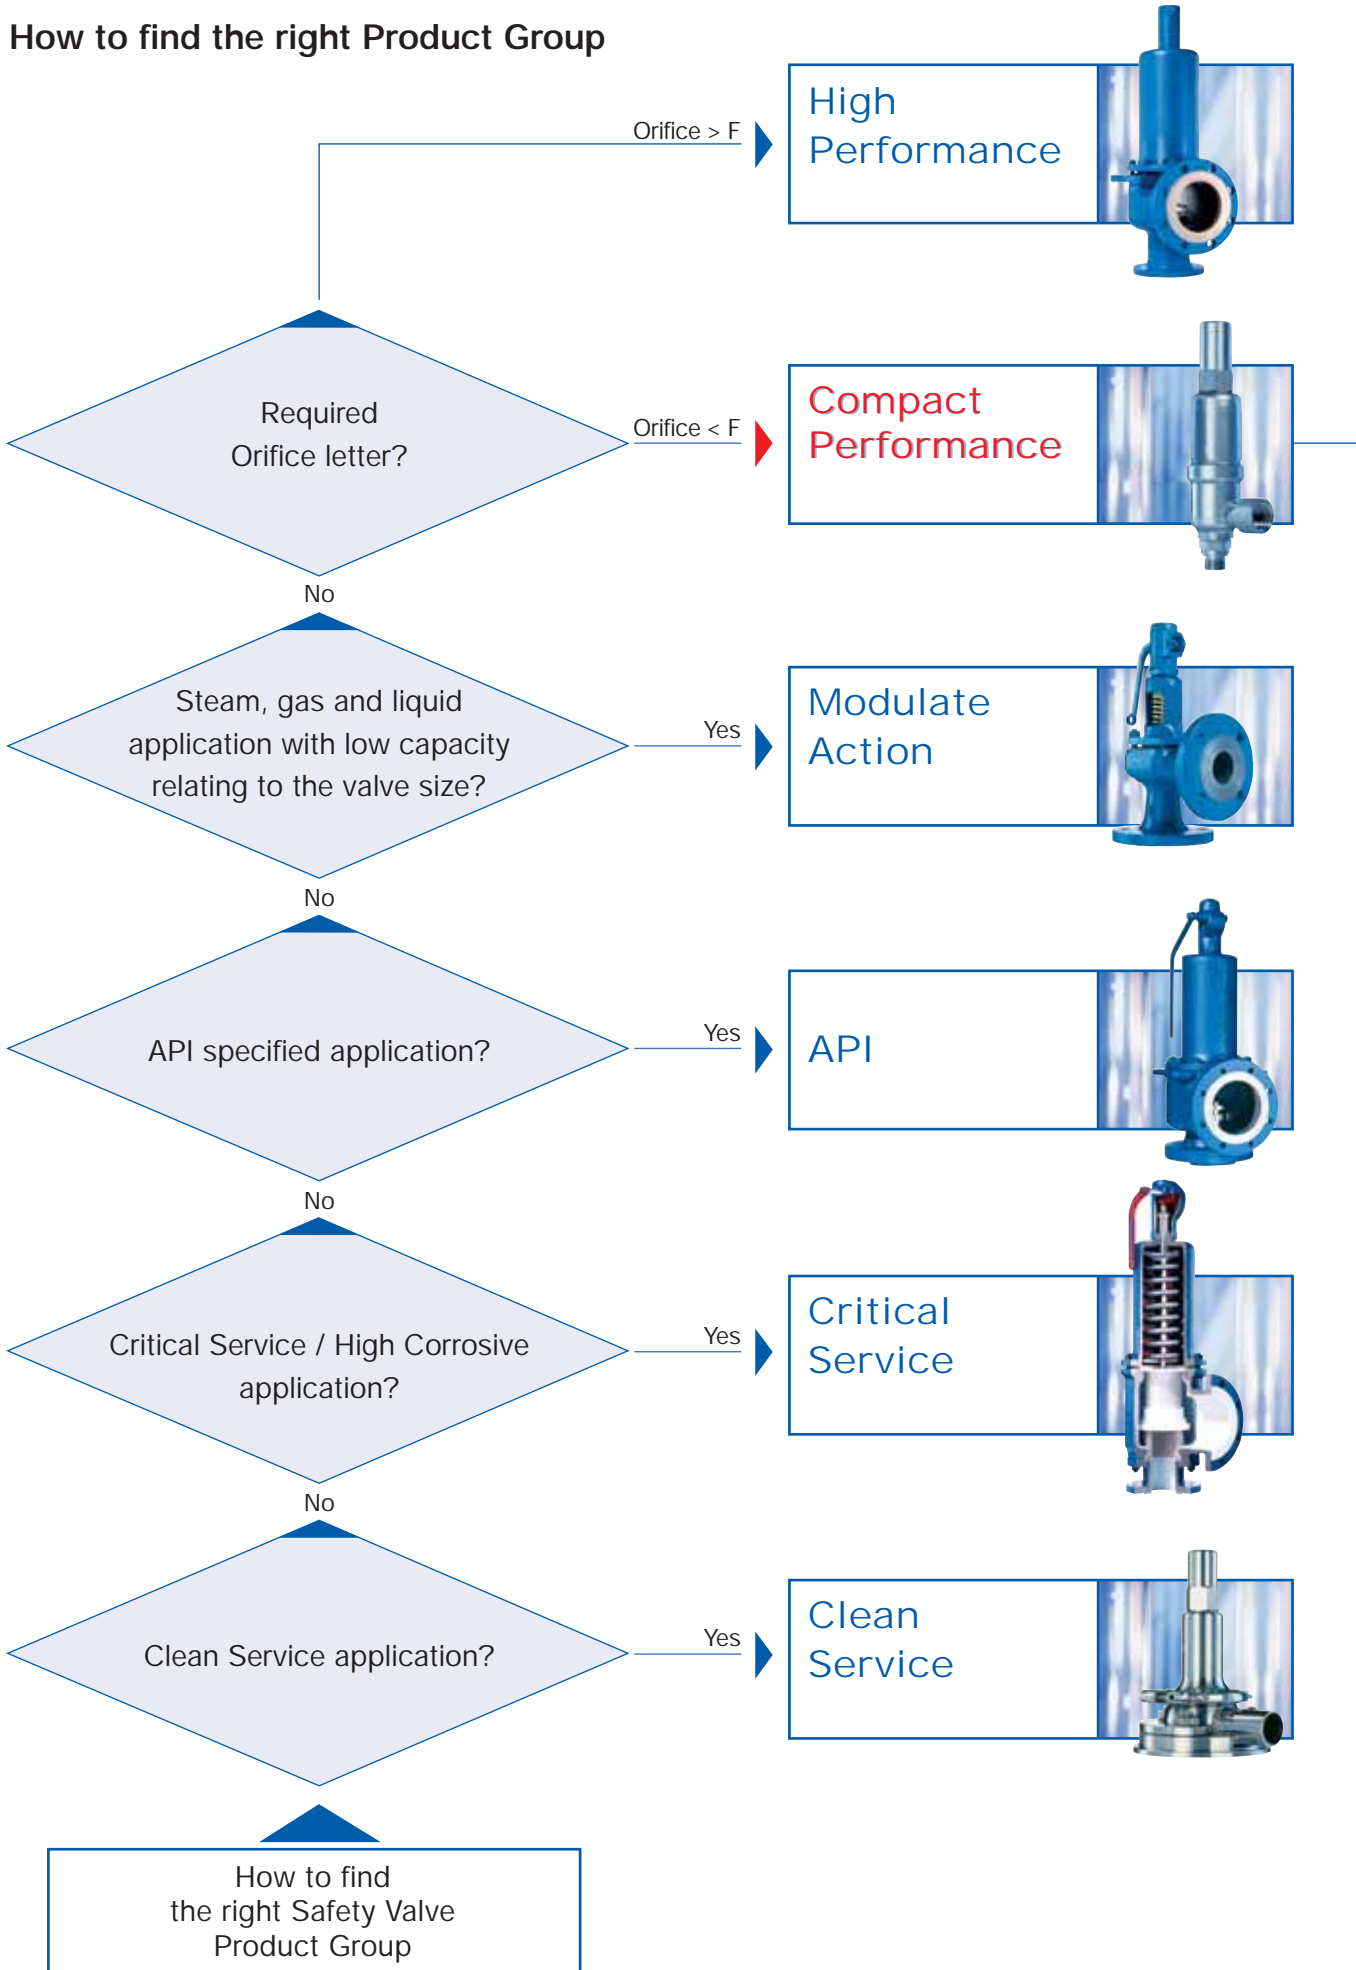 How to find the right Product Group
Orifice > F
High
Performance
Required
Orifice letter?
Orifice < F
Compact
Performance
No
Steam, gas and liquid
application with low capacity
relating to the valve size?
Yes
Modulate
Action
No
API specified application?
Yes
API
No
Critical Service / High Corrosive
application?
Yes
Critical
Service
No
Clean Service application?
Yes
Clean
Service
How to find
the right Safety Valve
Product Group